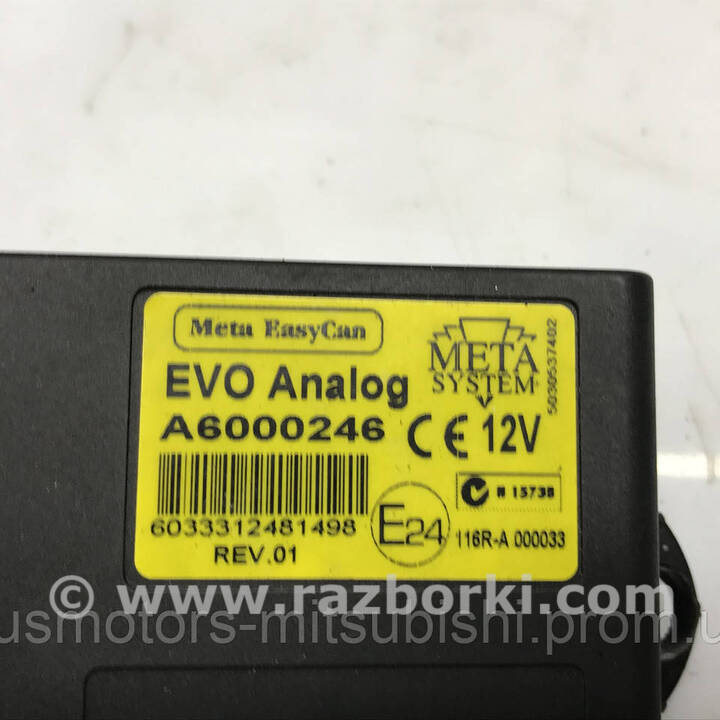 Meta EasyCan
META
SYSTEM
EVO Analog
A6000246
CE 12V
5030537402
N 15738
6033312481498
E24
116R-A 000033
REV.01
www.razborki.com
usmotors-mitsubishi.prom.u